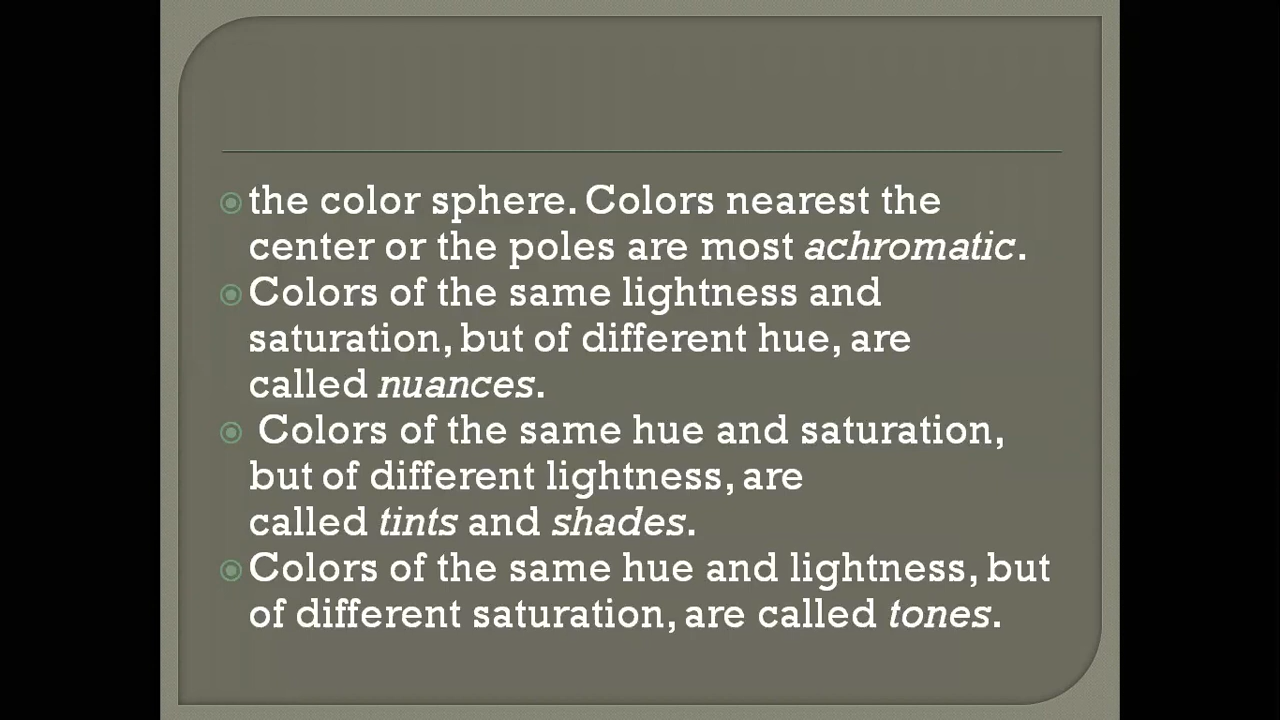 the color sphere. Colors nearest the
center or the poles are most achromatic.
Colors of the same lightness and
saturation, but of different hue, are
called nuances.
Colors of the same hue and saturation,
but of different lightness, are
called tints and shades.
Colors of the same hue and lightness, but
of different saturation, are called tones.